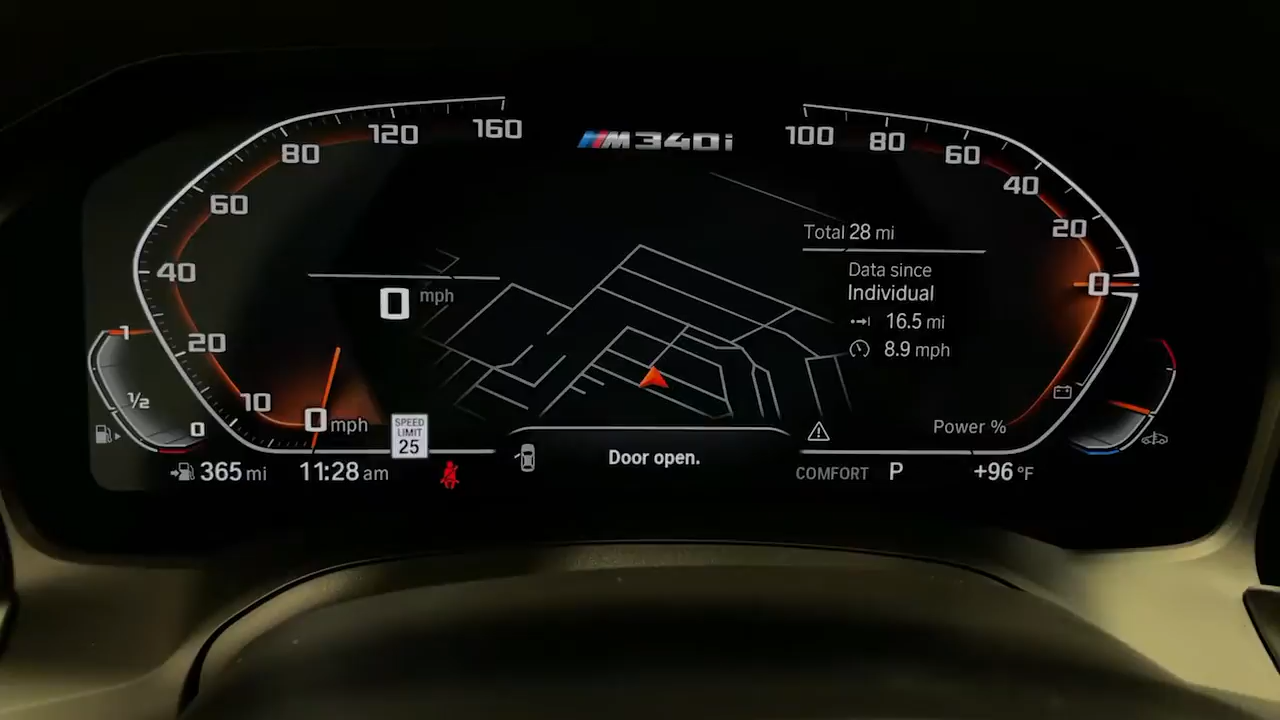 160
120
80
60
40
20
10
0 mph
M340i
100
80
60
40
20
0
Power %
0 mph
Total 28 mi
Data since
Individual
16.5 mi
8.9 mph
1
1/2
0
SPEED
LIMIT
25
Door open.
365 mi
11:28 am
COMFORT P
+96 °F